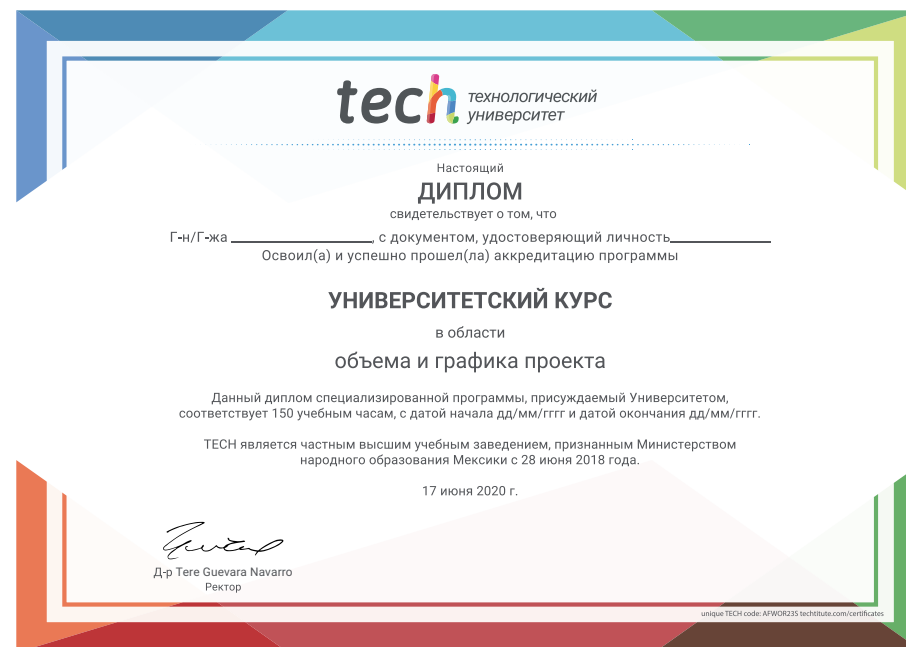 tech технологический
университет
Настоящий
ДИПЛОМ
свидетельствует о том, что
Г-н/Г-жа ________________, с документом, удостоверяющий личность____________
Освоил(а) и успешно прошел(ла) аккредитацию программы
УНИВЕРСИТЕТСКИЙ КУРС
в области
объема и графика проекта
Данный диплом специализированной программы, присуждаемый Университетом,
соответствует 150 учебным часам, с датой начала дд/мм/гггг и датой окончания дд/мм/гггг.
TECH является частным высшим учебным заведением, признанным Министерством
народного образования Мексики с 28 июня 2018 года.
17 июня 2020 г.
Д-р Tere Guevara Navarro
Ректор
unique TECH code: AFWOR23S techtitute.com/certificates